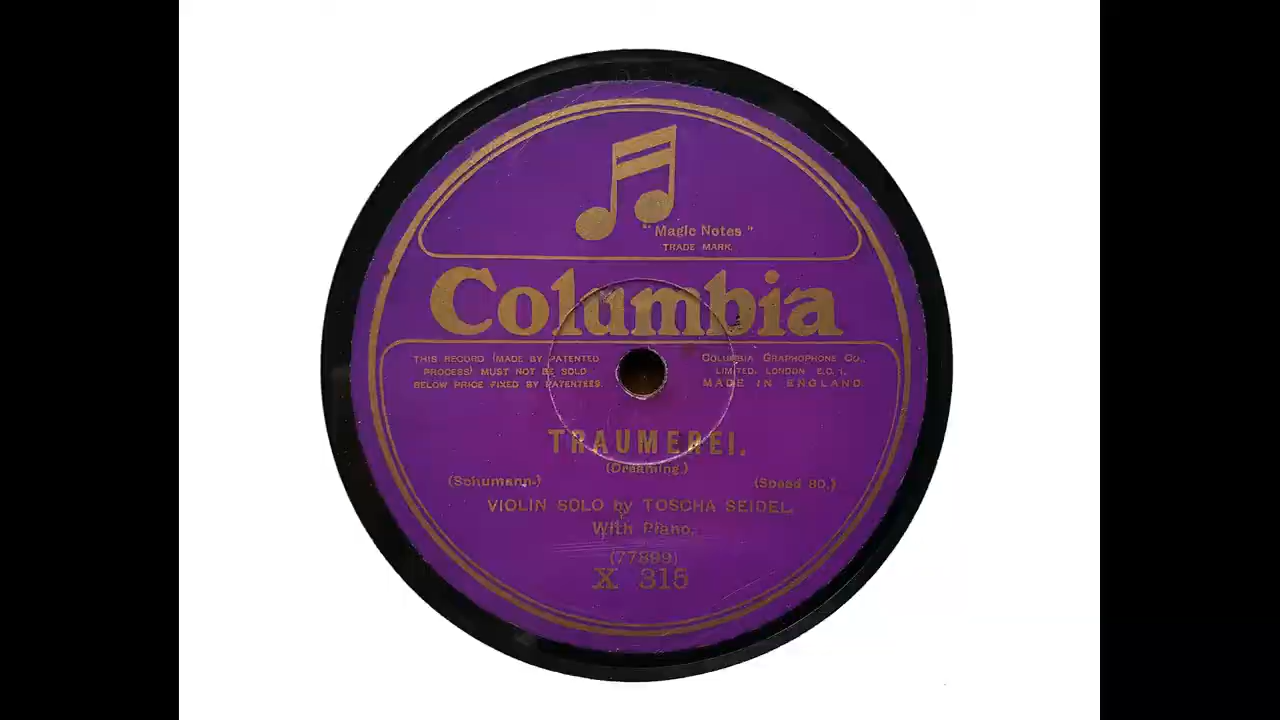 " Magic Notes "
TRADE MARK.
Columbia
THIS RECORD (MADE BY PATENTED
PROCESS) MUST NOT BE SOLD
BELOW PRICE FIXED BY PATENTEES.
COLUMBIA GRAPHOPHONE CO.,
LIMITED, LONDON E.C. 1.
MADE IN ENGLAND
TRAUMEREI.
(Dreaming.)
(Schumann.)
(Speed 80.)
VIOLIN SOLO by TOSCHA SEIDEL.
With Piano.
(77899)
X 315